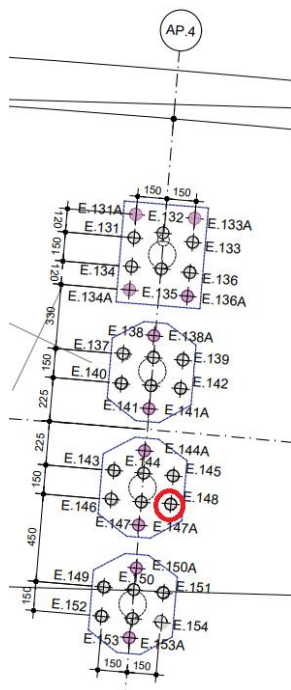 AP.4
150 150
E.131A E.132 E.133A
E.131 E.133
E.134 E.136
E.134A E.135 E.136A
120
150
120
330
E.138 E.138A
E.137 E.139
E.140 E.142
E.141 E.141A
150
225
225
E.144A
E.143 E.144 E.145
E.146 E.148
E.147 E.147A
150
450
E.150A
E.149 E.150 E.151
E.152 E.154
E.153 E.153A
150
150 150